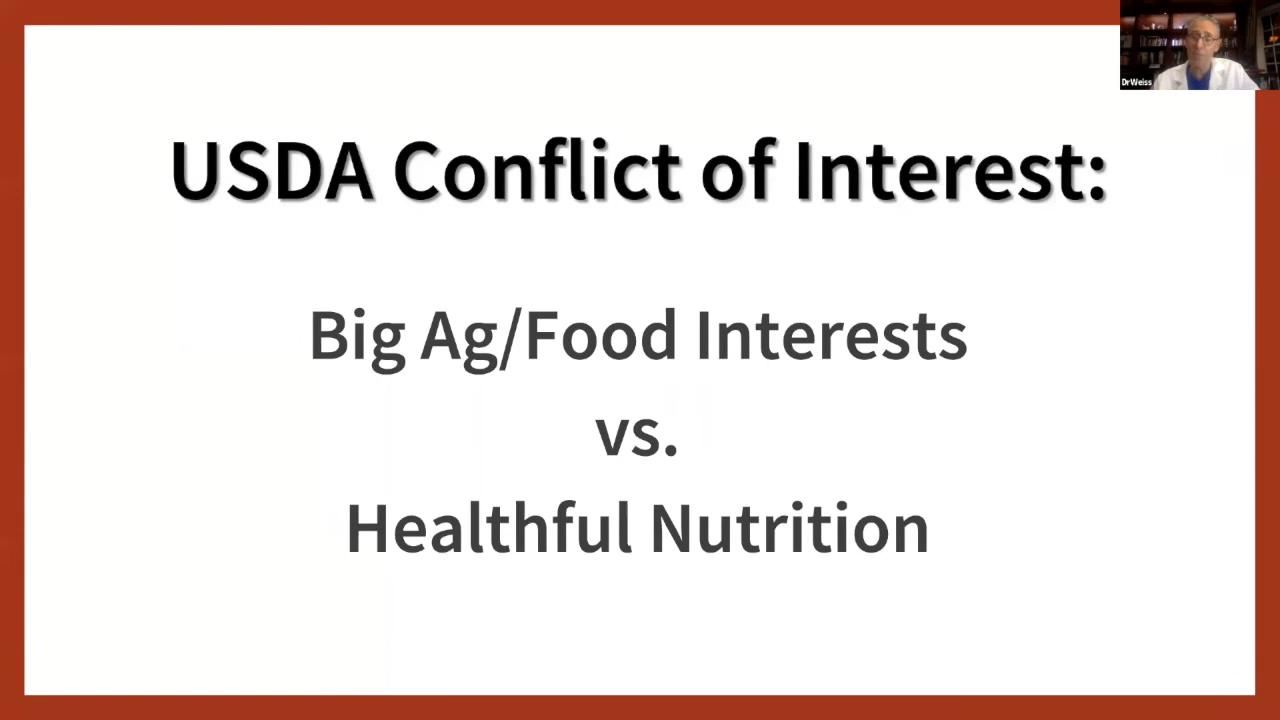 DrWeiss
USDA Conflict of Interest:
Big Ag/Food Interests
vs.
Healthful Nutrition